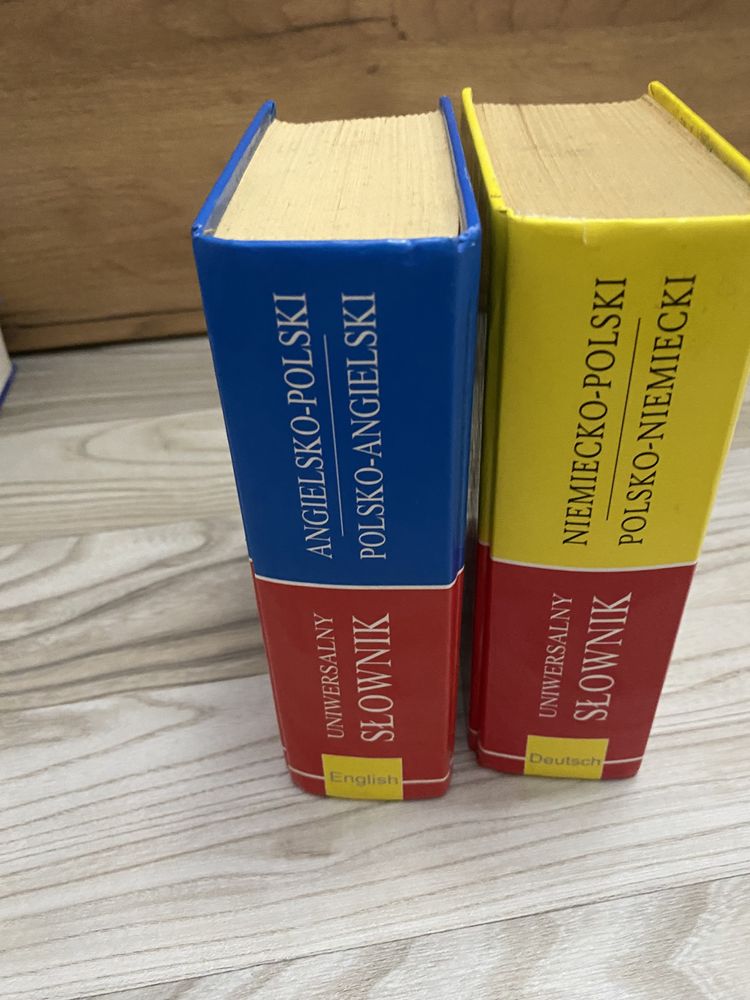 ANGIELSKO-POLSKI
POLSKO-ANGIELSKI
UNIWERSALNY
SŁOWNIK
English
NIEMIECKO-POLSKI
POLSKO-NIEMIECKI
UNIWERSALNY
SŁOWNIK
Deutsch